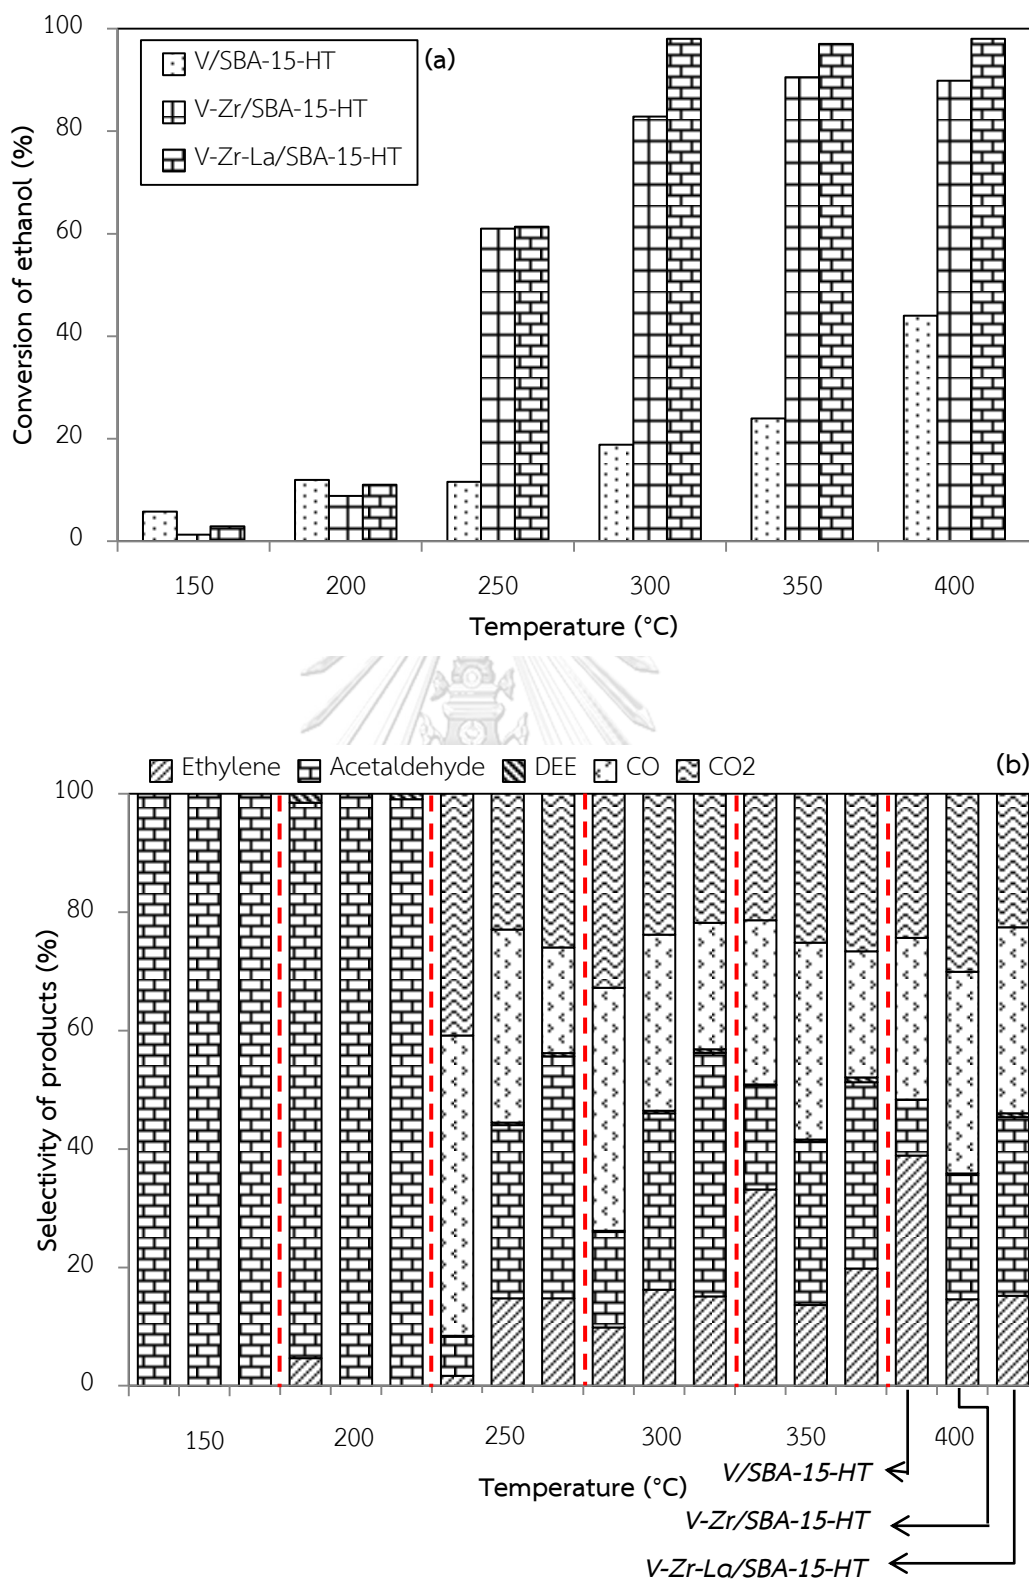 100
80
60
40
20
0
Conversion of ethanol (%)
V/SBA-15-HT
V-Zr/SBA-15-HT
V-Zr-La/SBA-15-HT
(a)
150 200 250 300 350 400
Temperature (°C)
Ethylene Acetaldehyde DEE CO CO2 (b)
100
80
60
40
20
0
Selectivity of products (%)
150 200 250 300 350 400
Temperature (°C)
V/SBA-15-HT
V-Zr/SBA-15-HT
V-Zr-La/SBA-15-HT